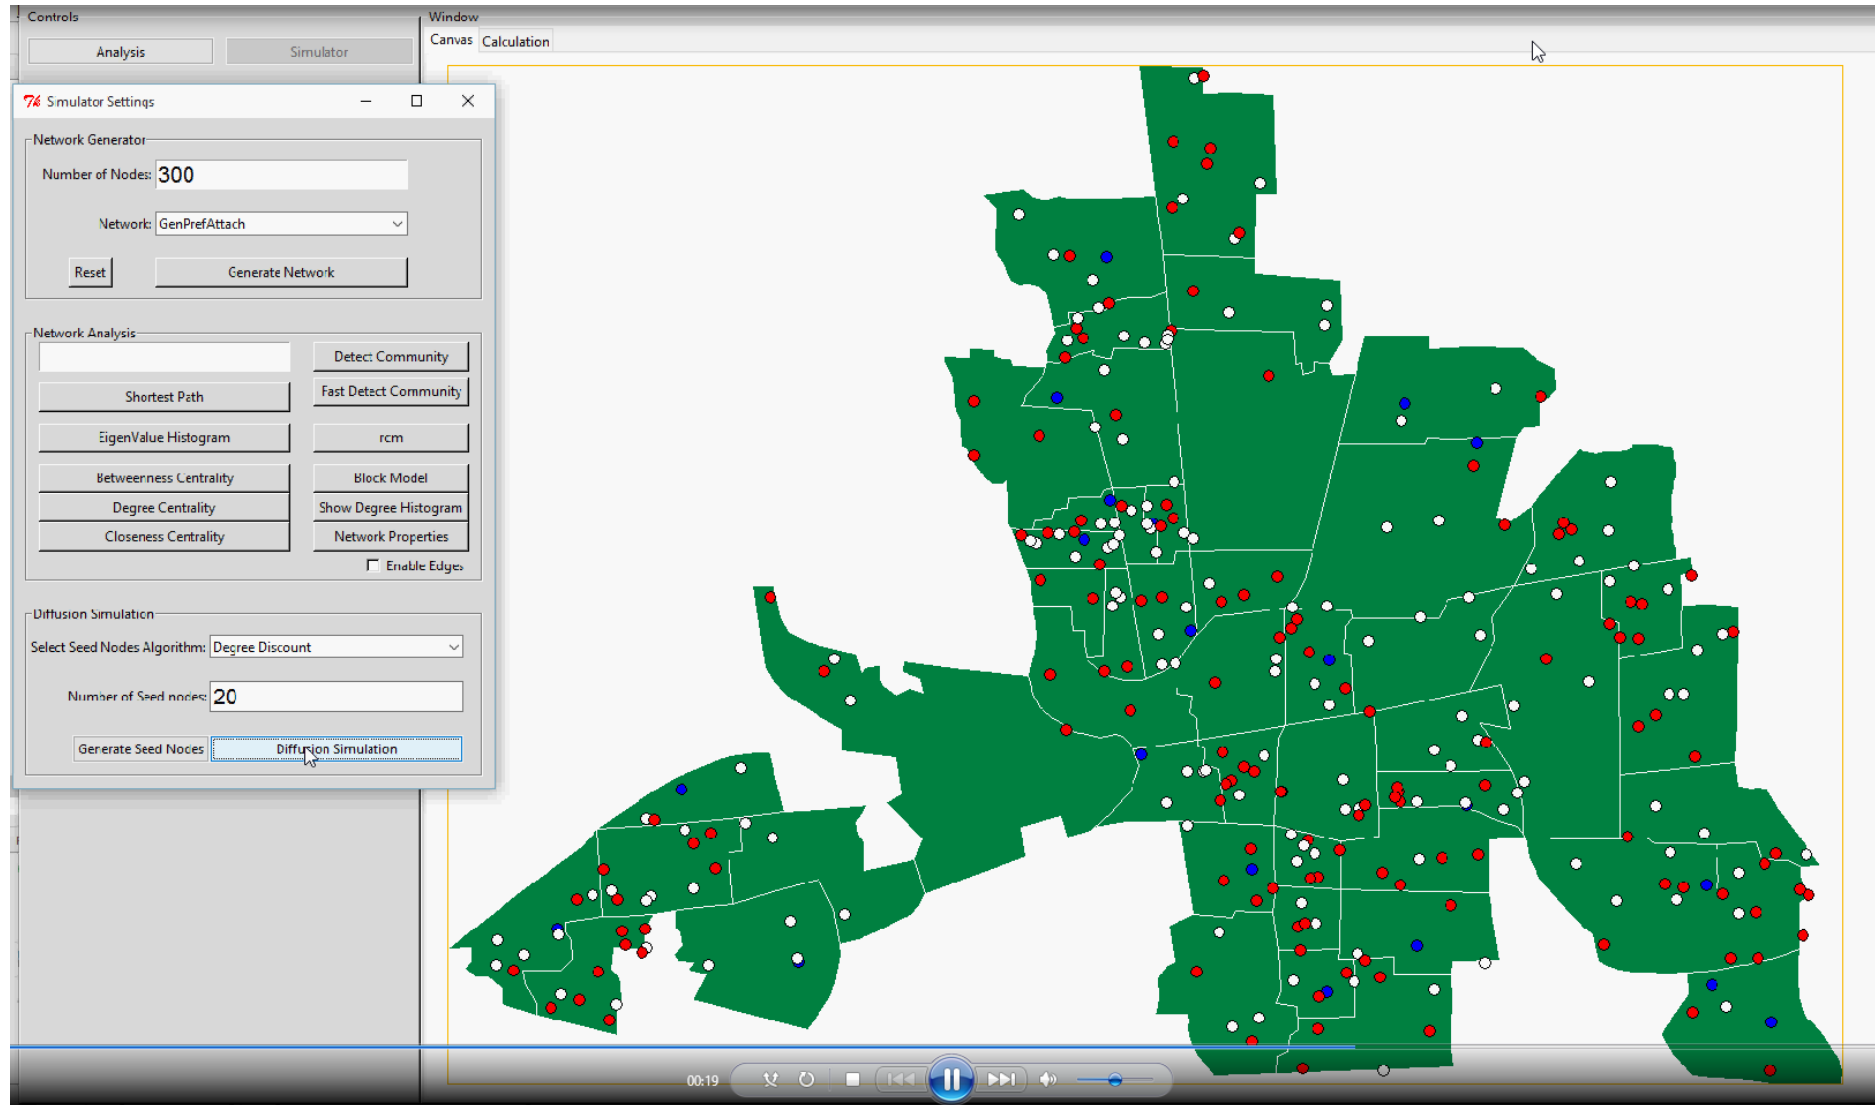 Controls
Window
Analysis
Simulator
Canvas
Calculation
Simulator Settings
Network Generator
Number of Nodes: 300
Network: GenPrefAttach
Reset
Generate Network
Network Analysis
Detect Community
Shortest Path
Fast Detect Community
EigenValue Histogram
rcm
Betweenness Centrality
Block Model
Degree Centrality
Show Degree Histogram
Closeness Centrality
Network Properties
Enable Edges
Diffusion Simulation
Select Seed Nodes Algorithm: Degree Discount
Number of Seed nodes: 20
Generate Seed Nodes
Diffusion Simulation
00:19